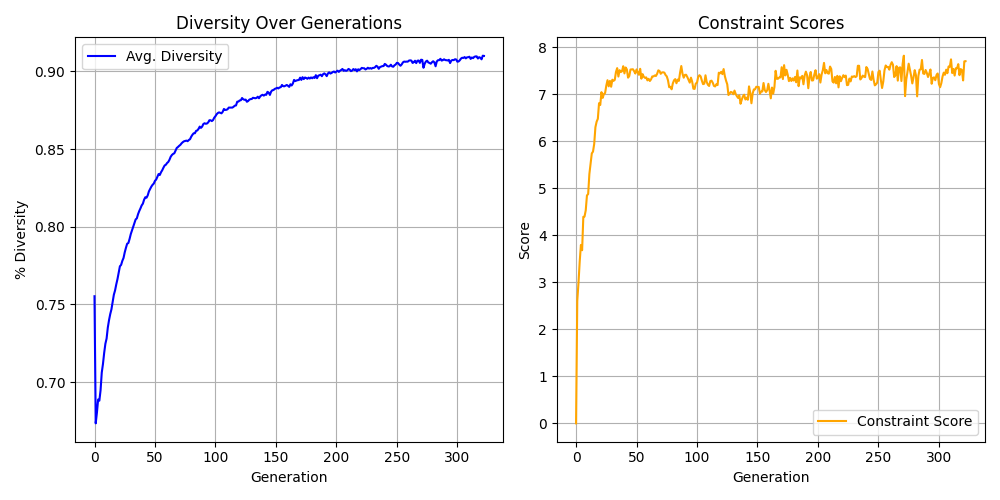 Diversity Over Generations
Avg. Diversity
% Diversity
0.90
0.85
0.80
0.75
0.70
0 50 100 150 200 250 300
Generation
Constraint Scores
Score
8
7
6
5
4
3
2
1
0
Constraint Score
0 50 100 150 200 250 300
Generation